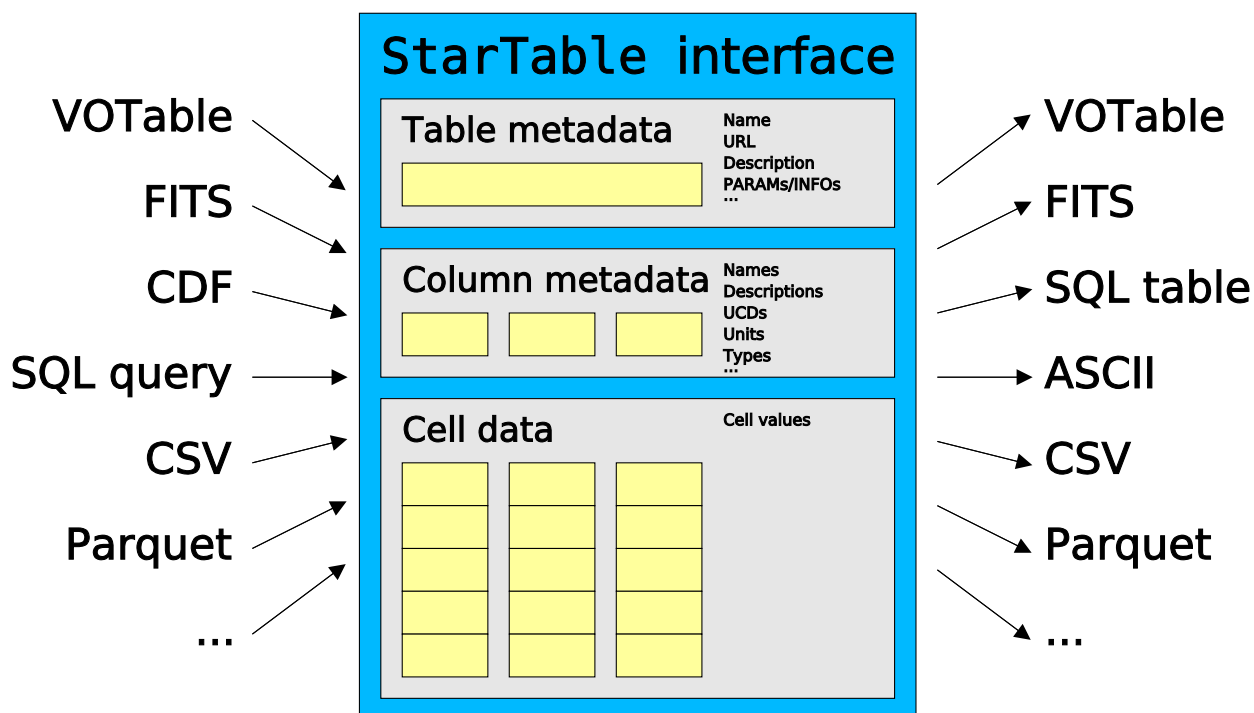 StarTable interface
VOTable
FITS
CDF
SQL query
CSV
Parquet
...
Table metadata
Name
URL
Description
PARAMs/INFOs
...
Column metadata
Names
Descriptions
UCDs
Units
Types
...
Cell data
Cell values
VOTable
FITS
SQL table
ASCII
CSV
Parquet
...